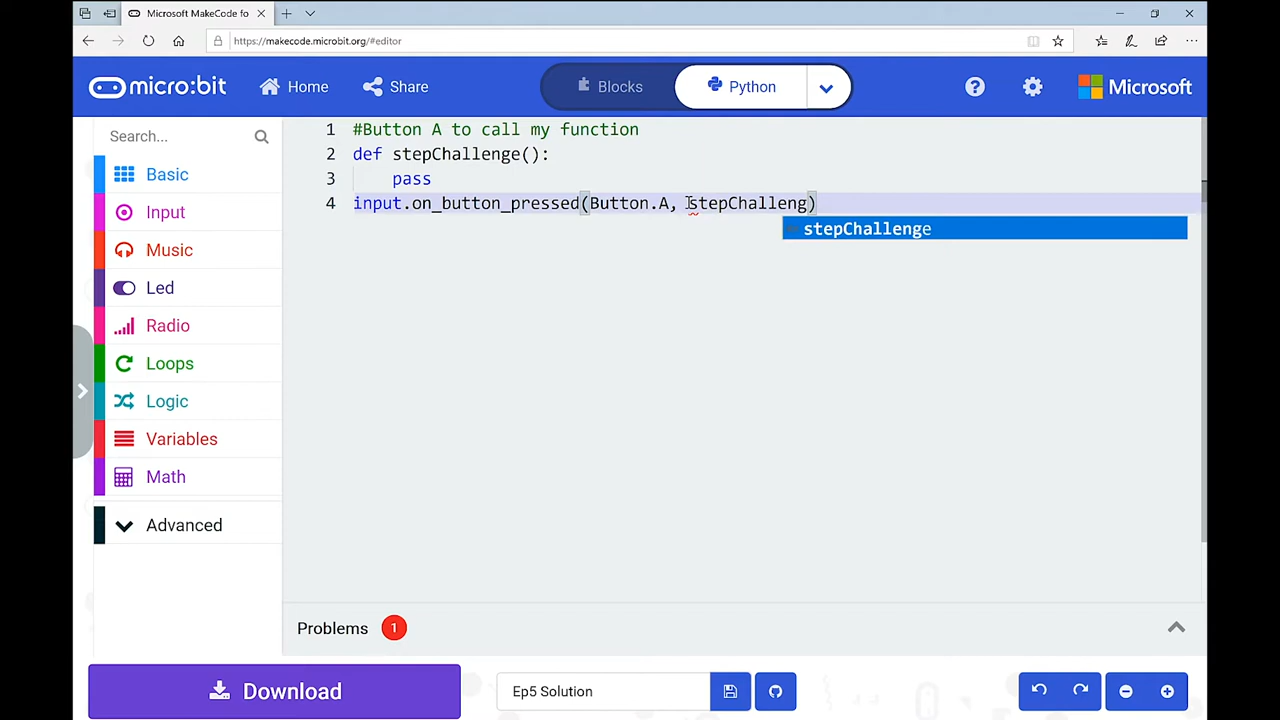 Microsoft MakeCode fo
https://makecode.microbit.org/#editor
micro:bit
Home
Share
Blocks
Python
Microsoft
Search...
Basic
Input
Music
Led
Radio
Loops
Logic
Variables
Math
Advanced
1 #Button A to call my function
2 def stepChallenge():
3 pass
4 input.on_button_pressed(Button.A, stepChalleng)
stepChallenge
Problems 1
Download
Ep5 Solution